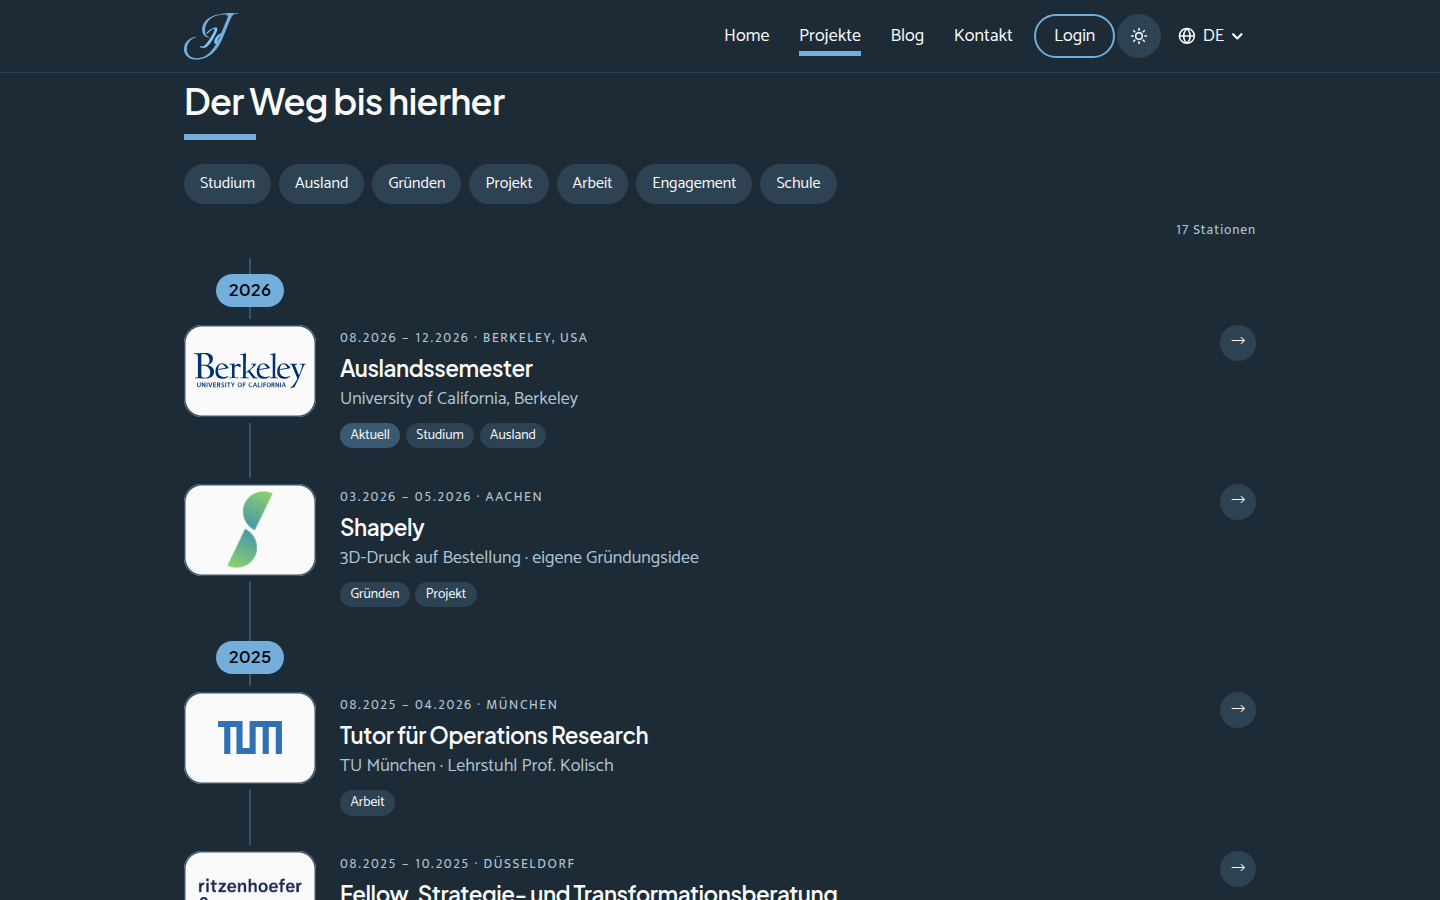 Home Projekte Blog Kontakt Login DE
Der Weg bis hierher
Studium Ausland Gründen Projekt Arbeit Engagement Schule
17 Stationen
2026
Berkeley
UNIVERSITY OF CALIFORNIA
08.2026 – 12.2026 · BERKELEY, USA
Auslandssemester
University of California, Berkeley
Aktuell Studium Ausland
03.2026 – 05.2026 · AACHEN
Shapely
3D-Druck auf Bestellung · eigene Gründungsidee
Gründen Projekt
2025
TUM
08.2025 – 04.2026 · MÜNCHEN
Tutor für Operations Research
TU München · Lehrstuhl Prof. Kolisch
Arbeit
ritzenhoefer
08.2025 – 10.2025 · DÜSSELDORF
Fellow, Strategie- und Transformationsberatung